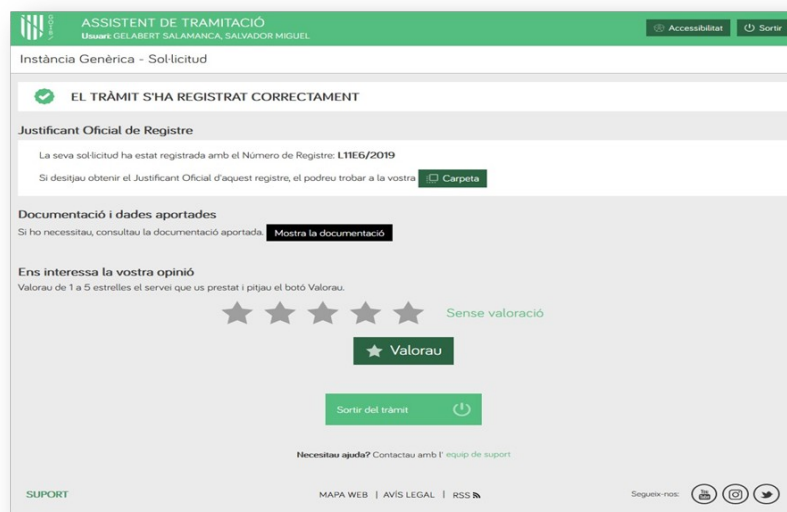 ASSISTENT DE TRAMITACIÓ
Usuari: GELABERT SALAMANCA, SALVADOR MIGUEL
Accessibilitat
Sortir
Instància Genèrica - Sol·licitud
EL TRÀMIT S'HA REGISTRAT CORRECTAMENT
Justificant Oficial de Registre
La seva sol·licitud ha estat registrada amb el Número de Registre: L11E6/2019
Si desitjau obtenir el Justificant Oficial d'aquest registre, el podreu trobar a la vostra Carpeta
Documentació i dades aportades
Si ho necessitau, consultau la documentació aportada. Mostra la documentació
Ens interessa la vostra opinió
Valorau de 1 a 5 estrelles el servei que us prestat i pitjau el botó Valorau.
Sense valoració
Valorau
Sortir del tràmit
Necesitau ajuda? Contactau amb l' equip de suport
SUPORT
MAPA WEB | AVÍS LEGAL | RSS
Segueix-nos:
You Tube